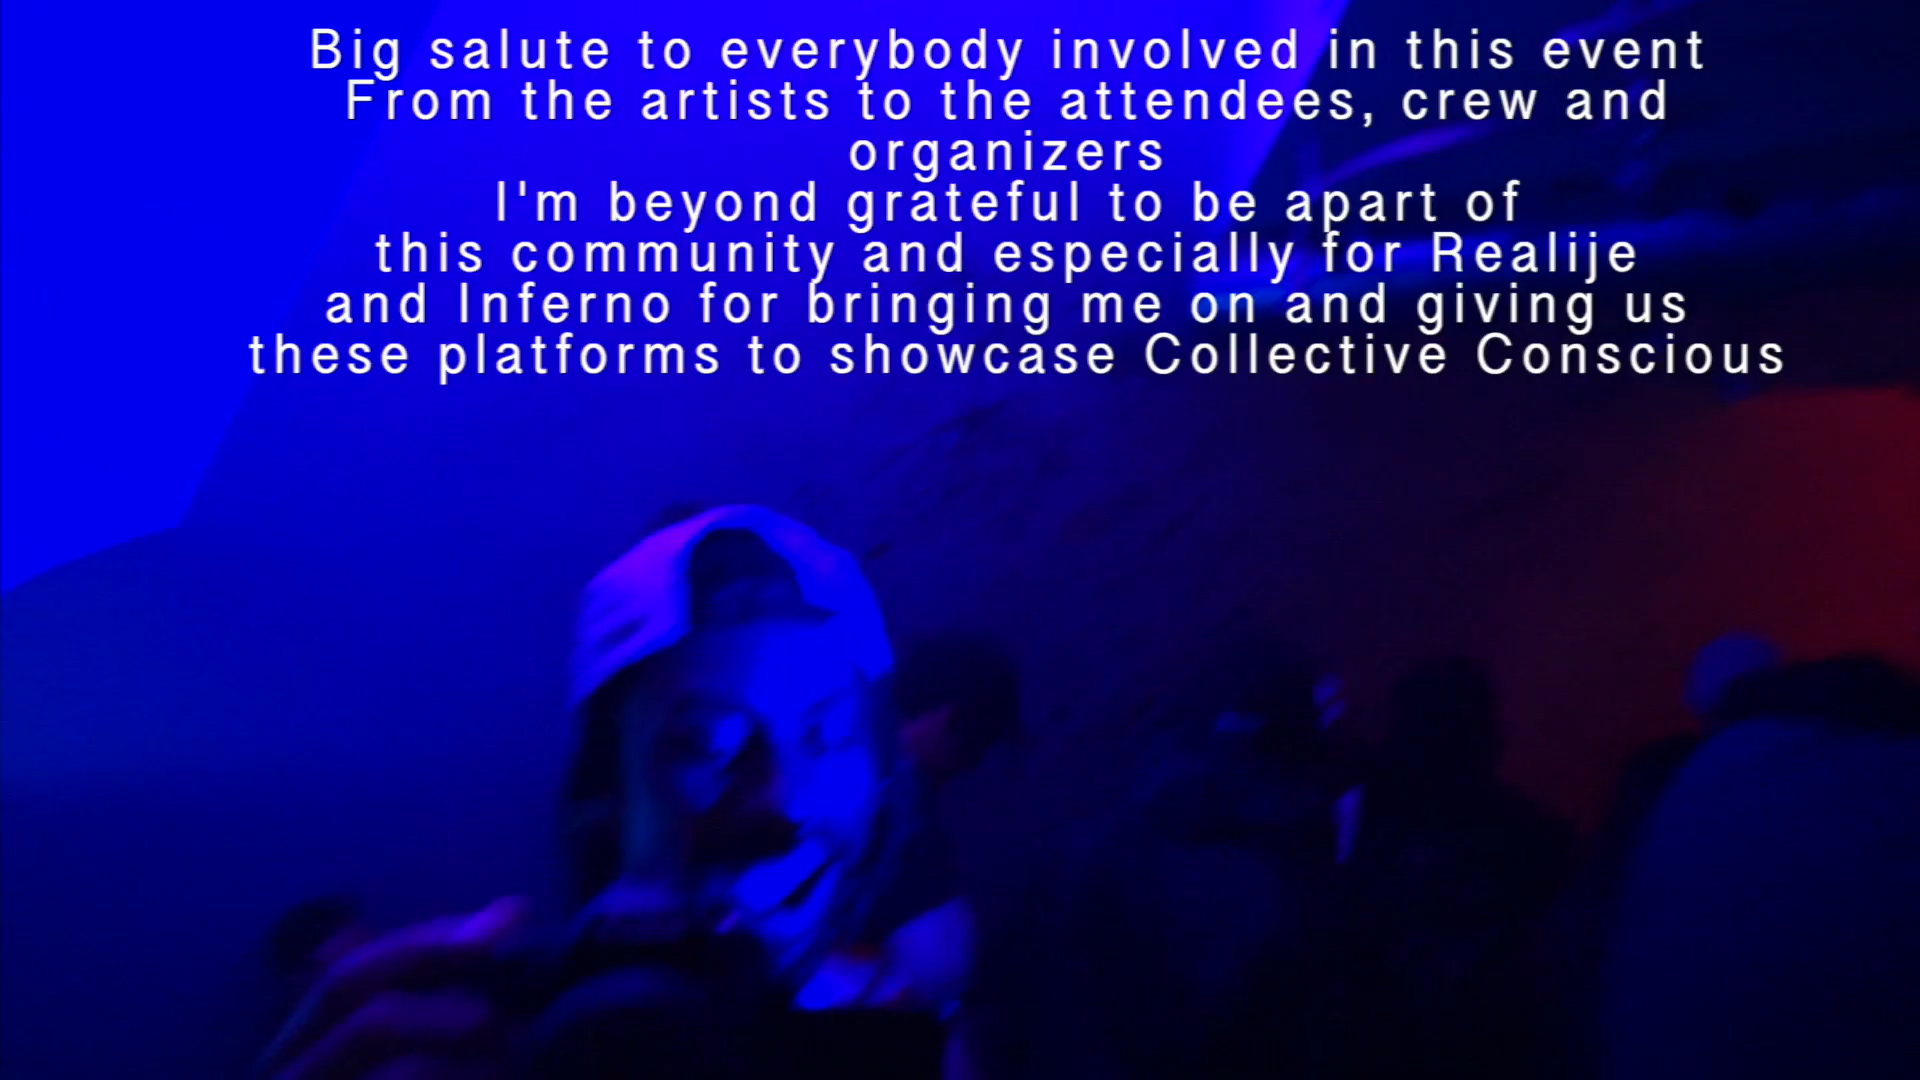 Big salute to everybody involved in this event
From the artists to the attendees, crew and
organizers
I'm beyond grateful to be apart of
this community and especially for Realije
and Inferno for bringing me on and giving us
these platforms to showcase Collective Conscious